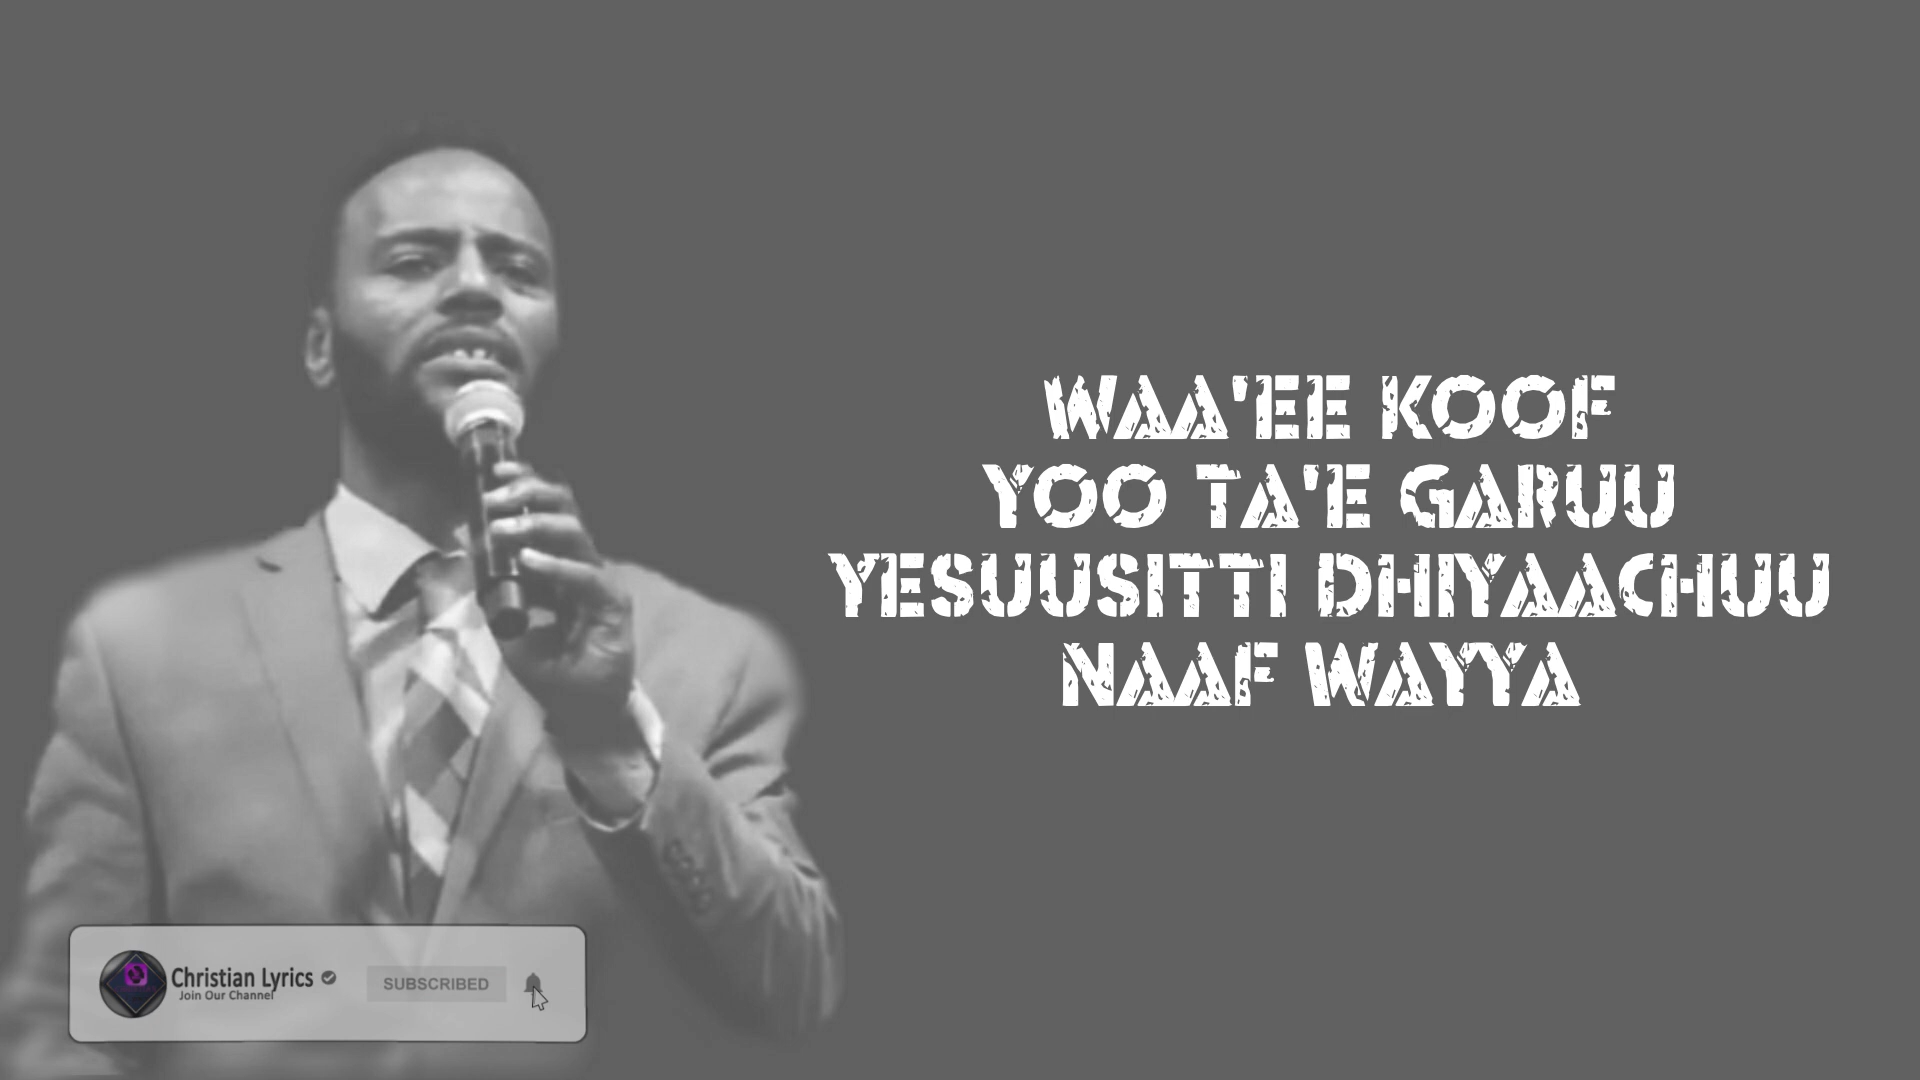 WAA'EE KOOF
YOO TA'E GARUU
YESUUSITTI DHIYAACHUU
NAAF WAYYA
Christian Lyrics
Join Our Channel
SUBSCRIBED